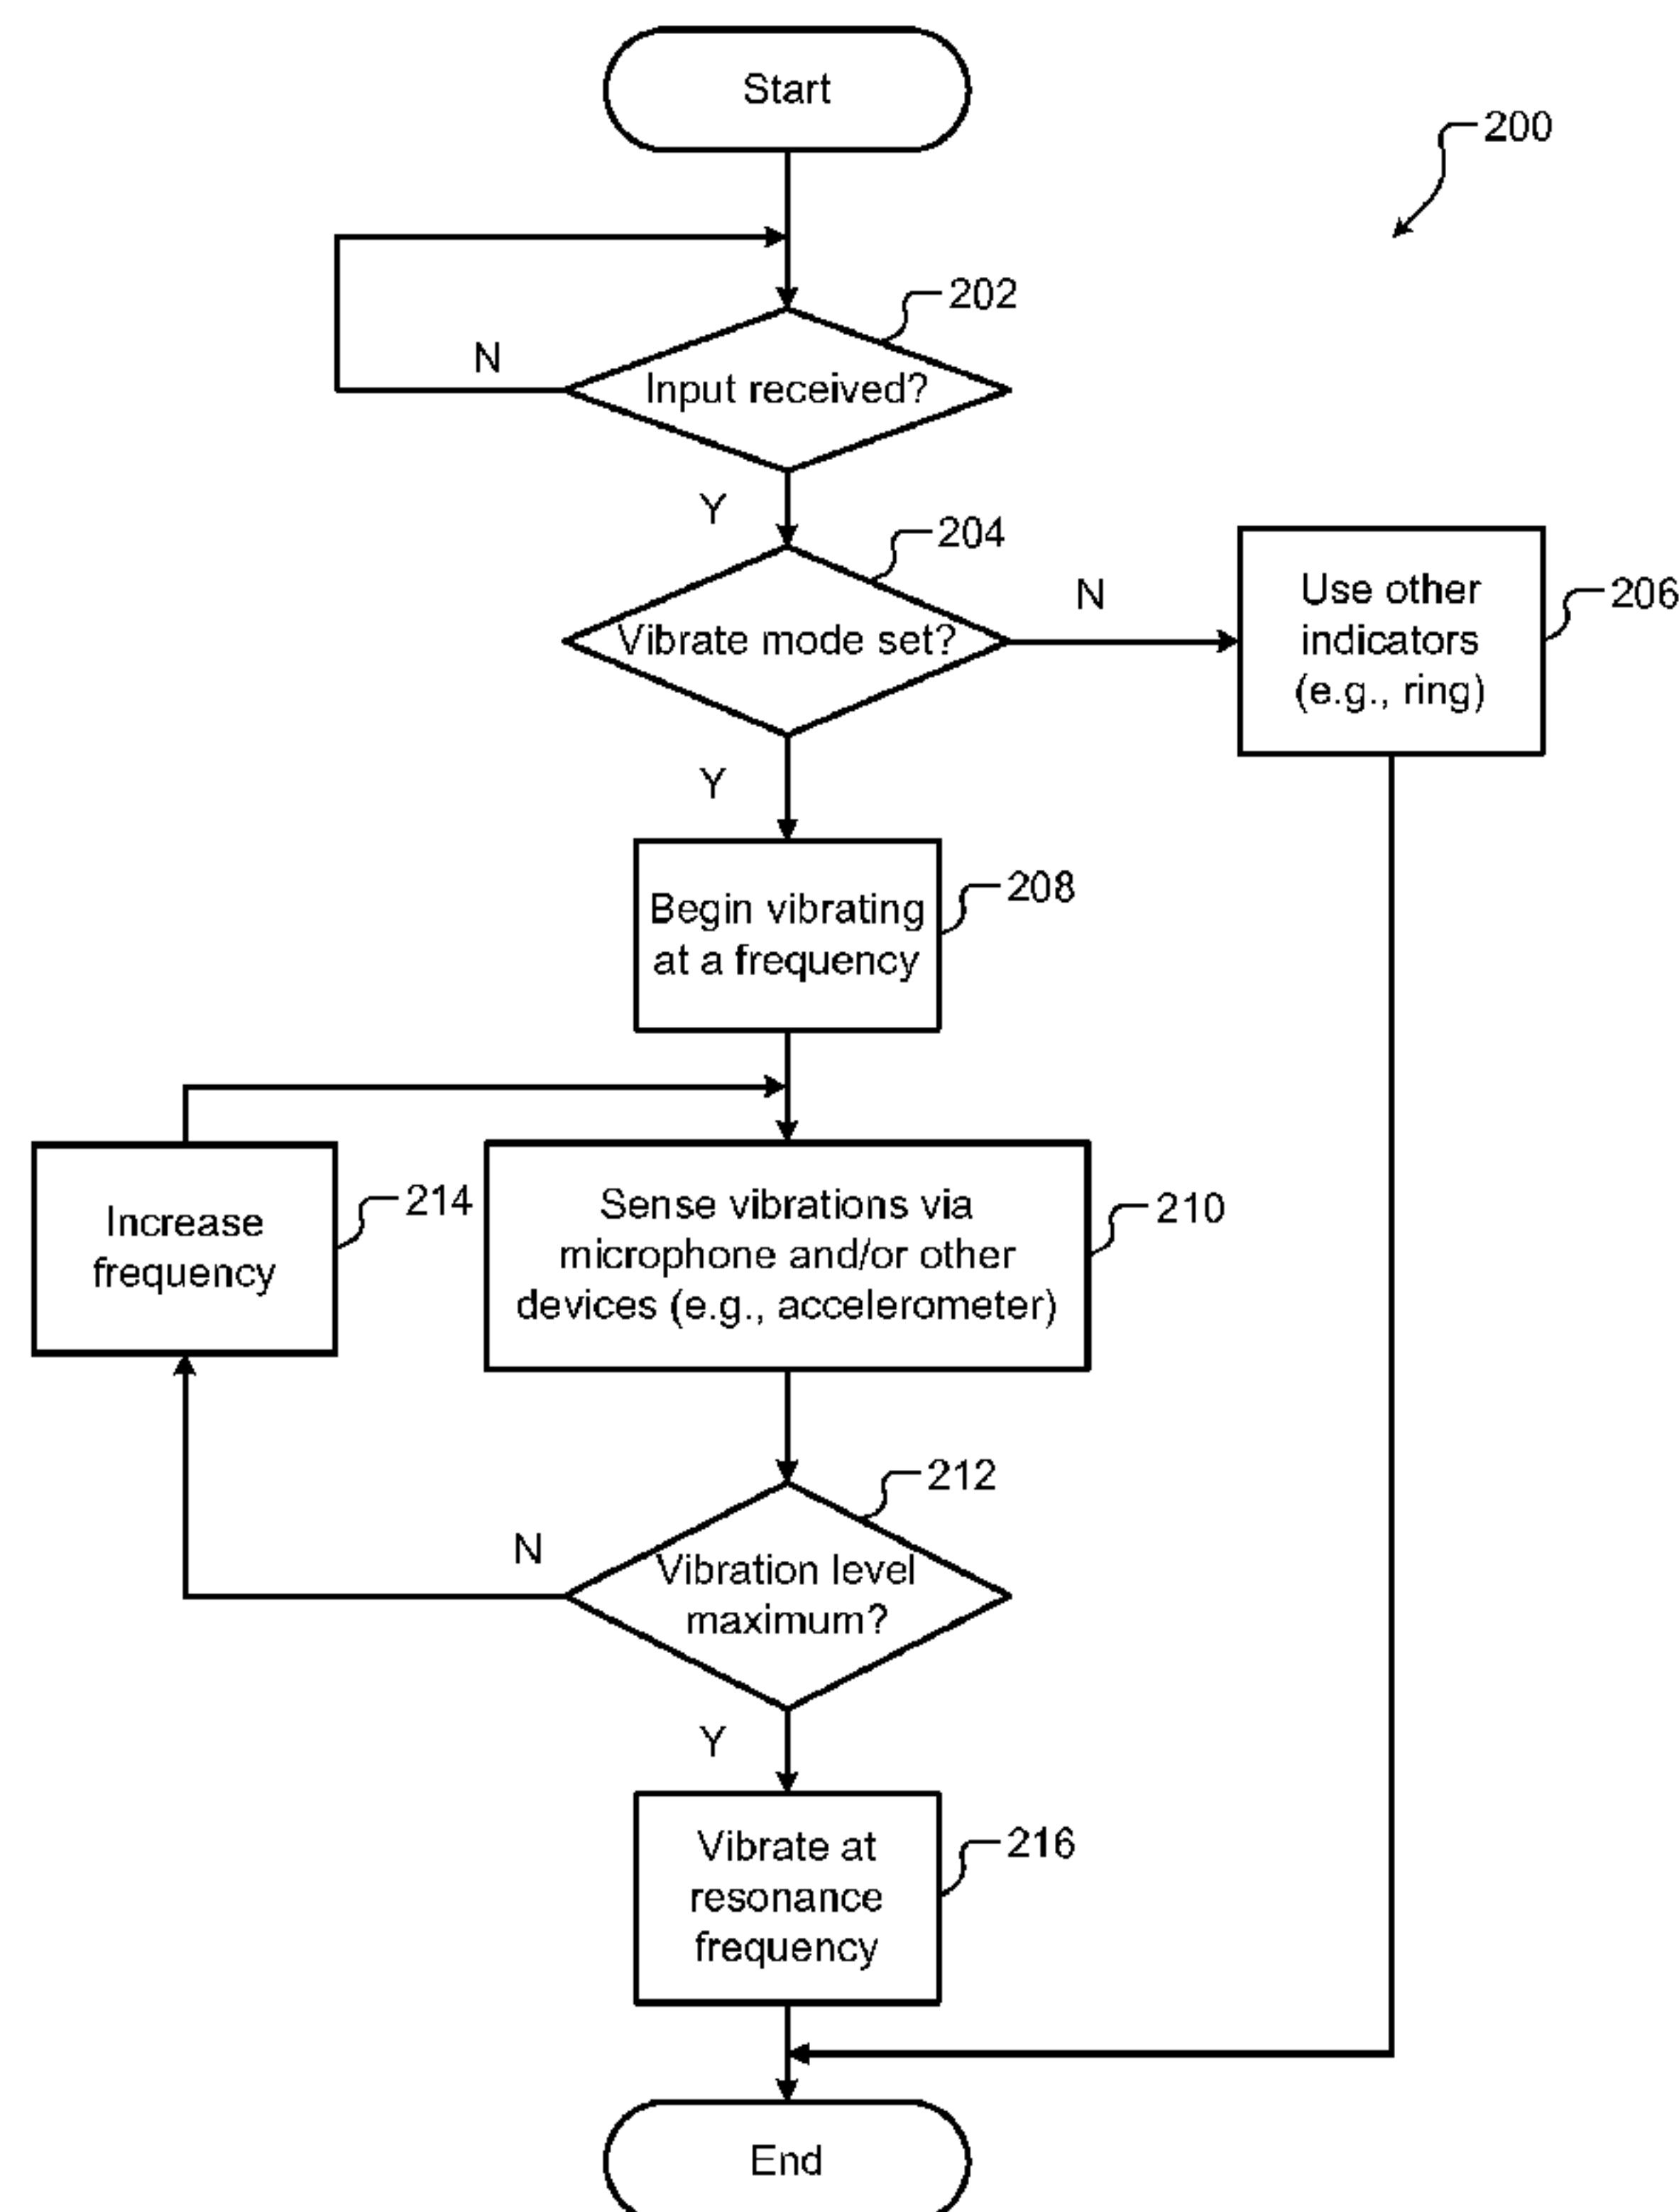 Start
200
202
N
Input received?
Y
204
N
Vibrate mode set?
Use other
indicators
(e.g., ring)
206
Y
Begin vibrating
at a frequency
208
Increase
frequency
214
Sense vibrations via
microphone and/or other
devices (e.g., accelerometer)
210
212
N
Vibration level
maximum?
Y
Vibrate at
resonance
frequency
216
End